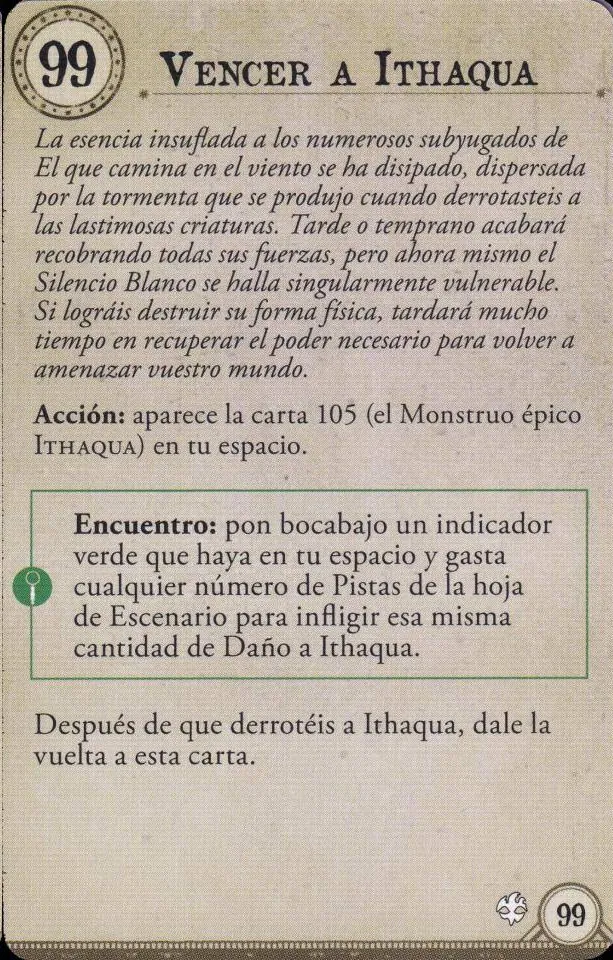 99
VENCER A ITHAQUA
La esencia insuflada a los numerosos subyugados de
El que camina en el viento se ha disipado, dispersada
por la tormenta que se produjo cuando derrotasteis a
las lastimosas criaturas. Tarde o temprano acabará
recobrando todas sus fuerzas, pero ahora mismo el
Silencio Blanco se halla singularmente vulnerable.
Si lográis destruir su forma física, tardará mucho
tiempo en recuperar el poder necesario para volver a
amenazar vuestro mundo.
Acción: aparece la carta 105 (el Monstruo épico
ITHAQUA) en tu espacio.
Encuentro: pon bocabajo un indicador
verde que haya en tu espacio y gasta
cualquier número de Pistas de la hoja
de Escenario para infligir esa misma
cantidad de Daño a Ithaqua.
Después de que derrotéis a Ithaqua, dale la
vuelta a esta carta.
99